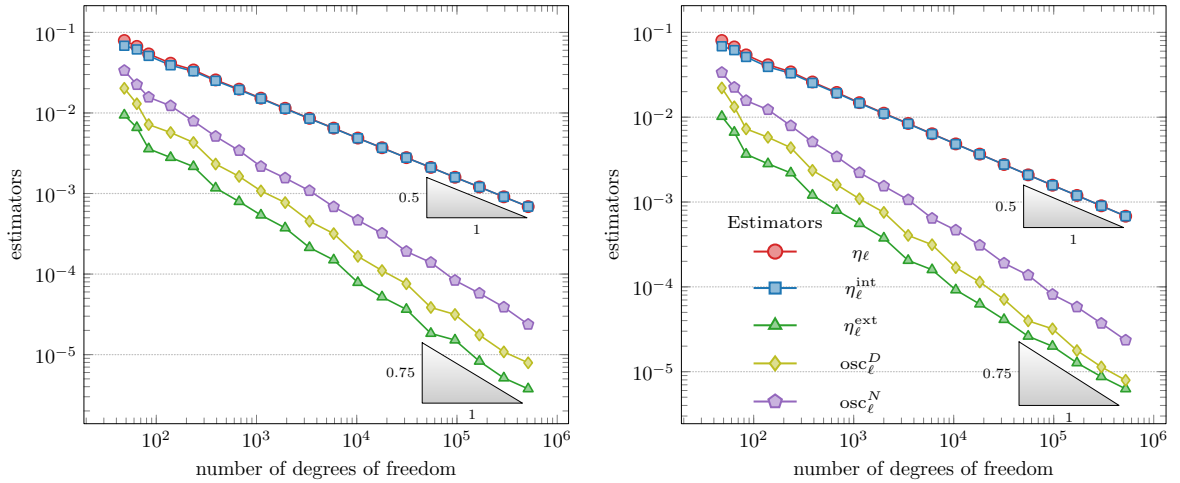 10^{-1}
10^{-2}
10^{-3}
10^{-4}
10^{-5}
estimators
0.5
1
0.75
1
10^2
10^3
10^4
10^5
10^6
number of degrees of freedom
10^{-1}
10^{-2}
10^{-3}
10^{-4}
10^{-5}
estimators
0.5
1
Estimators
η_ℓ
η_ℓ^{int}
η_ℓ^{ext}
osc_ℓ^D
osc_ℓ^N
0.75
1
10^2
10^3
10^4
10^5
10^6
number of degrees of freedom